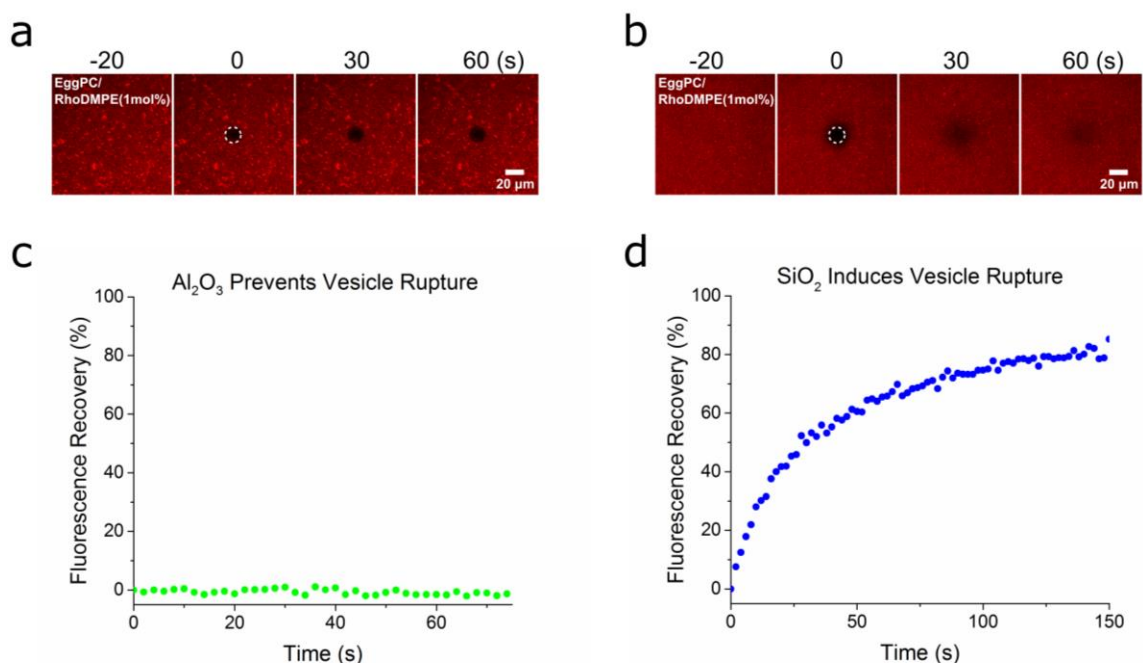 a
-20 0 30 60 (s)
EggPC/
RhoDMPE(1mol%)
20 µm
b
-20 0 30 60 (s)
EggPC/
RhoDMPE(1mol%)
20 µm
c
Al₂O₃ Prevents Vesicle Rupture
Fluorescence Recovery (%)
100
80
60
40
20
0
0 20 40 60
Time (s)
d
SiO₂ Induces Vesicle Rupture
Fluorescence Recovery (%)
100
80
60
40
20
0
0 50 100 150
Time (s)